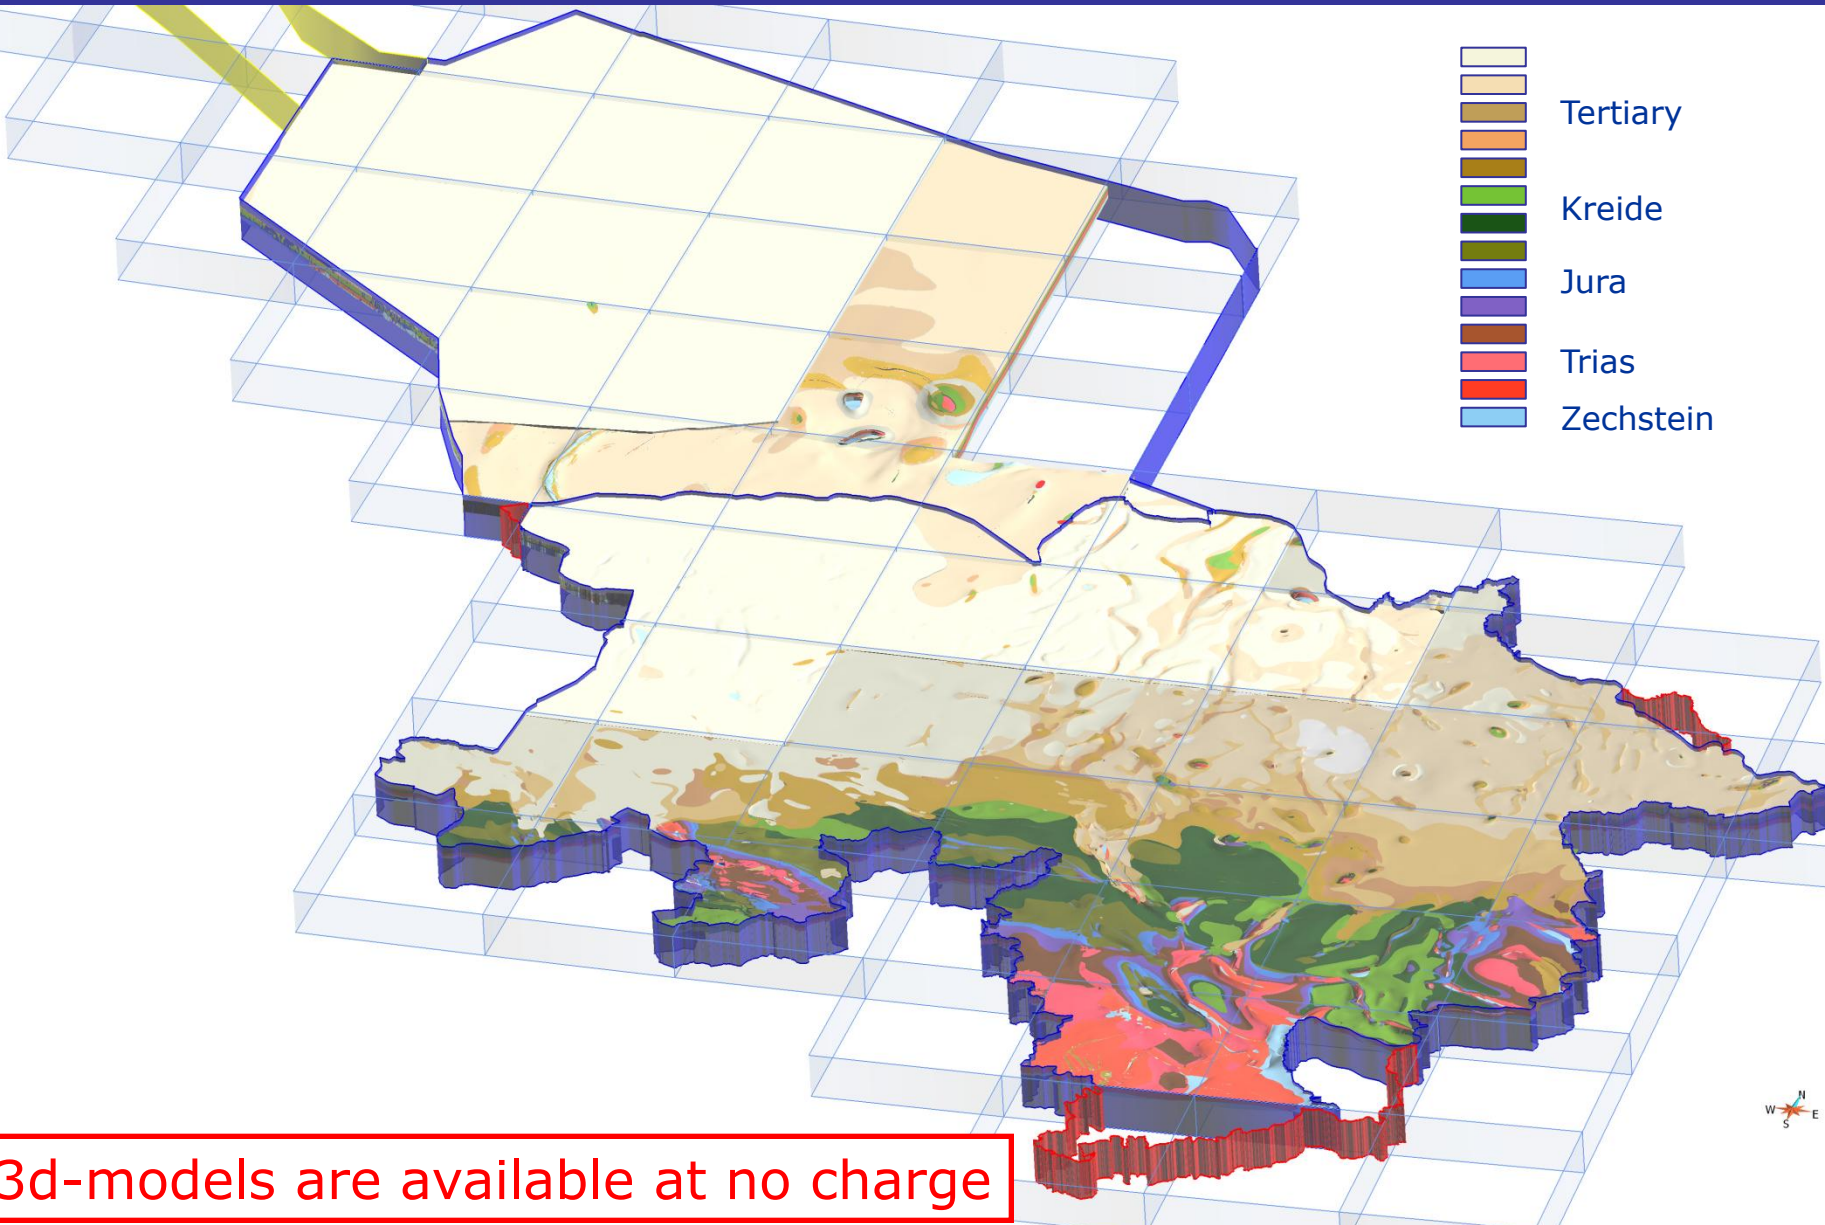 Tertiary
Kreide
Jura
Trias
Zechstein
N
W E
S
3d-models are available at no charge